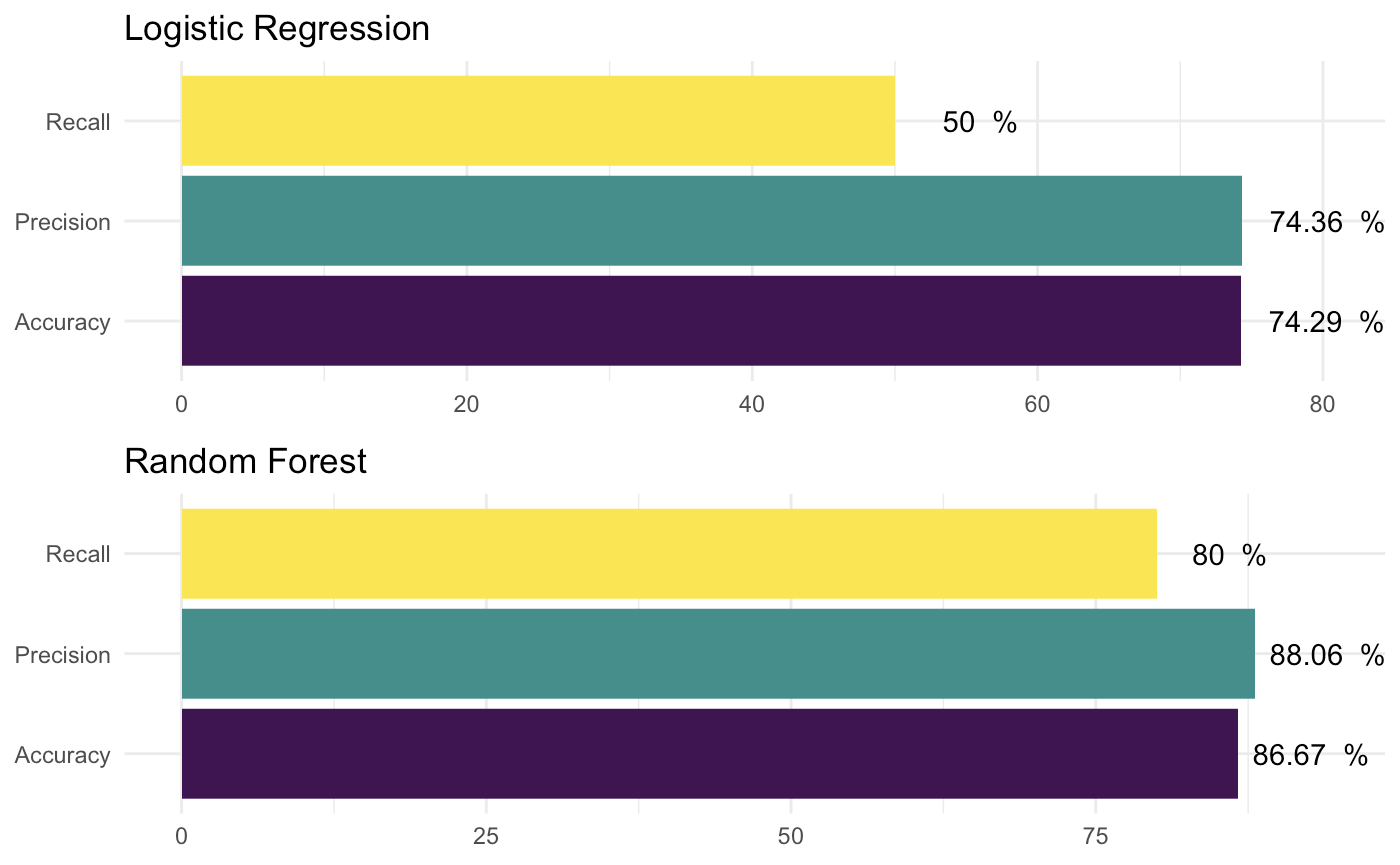 Logistic Regression
Recall
50 %
Precision
74.36 %
Accuracy
74.29 %
0 20 40 60 80
Random Forest
Recall
80 %
Precision
88.06 %
Accuracy
86.67 %
0 25 50 75